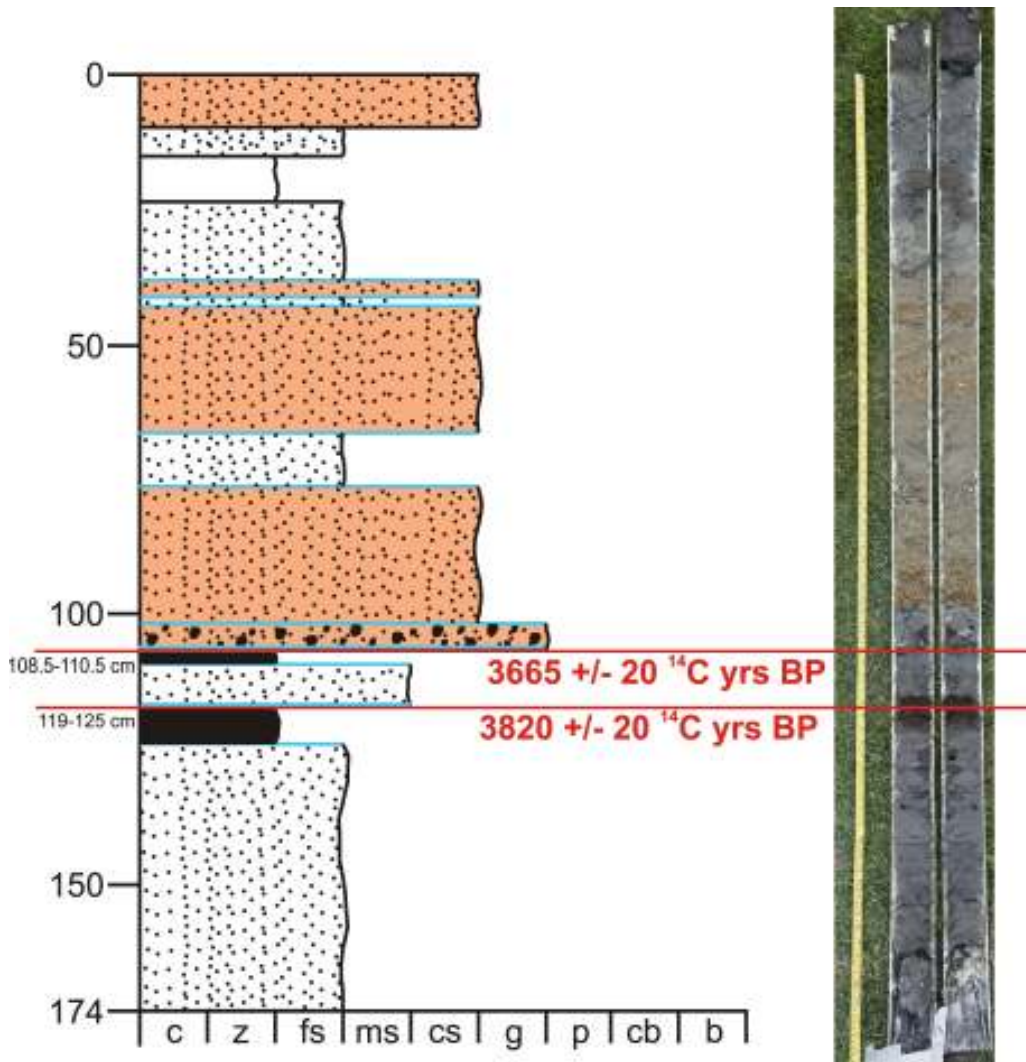 0
50
100
108.5-110.5 cm
3665 +/- 20 ¹⁴C yrs BP
119-125 cm
3820 +/- 20 ¹⁴C yrs BP
150
174
c z fs ms cs g p cb b